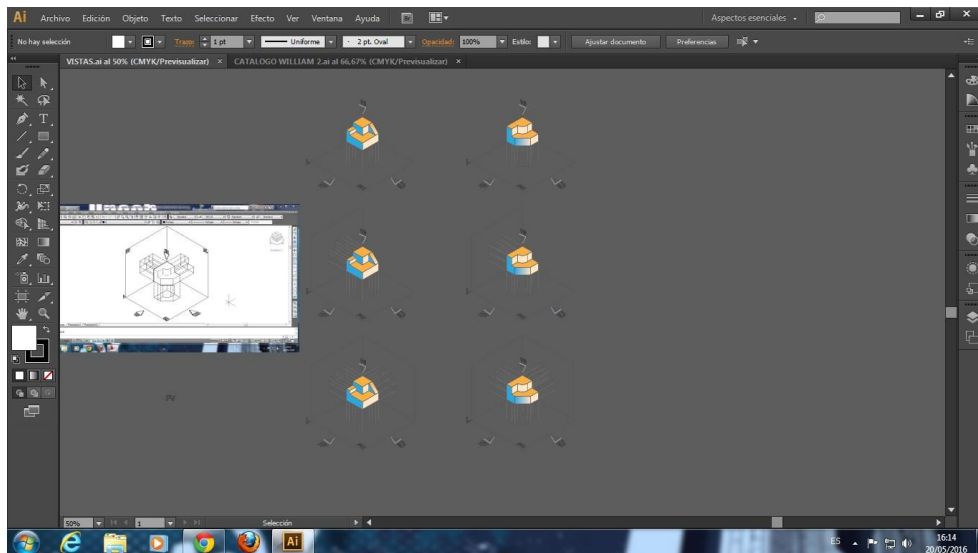 Ai Archivo Edición Objeto Texto Seleccionar Efecto Ver Ventana Ayuda Br Aspectos esenciales
No hay selección Trazo: 1 pt Uniforme 2 pt. Oval Opacidad: 100% Estilo: Ajustar documento Preferencias
VISTAS.ai al 50% (CMYK/Previsualizar) × CATALOGO WILLIAM 2.ai al 66,67% (CMYK/Previsualizar) ×
50% 1 Selección
Ai ES 16:14
20/05/2016